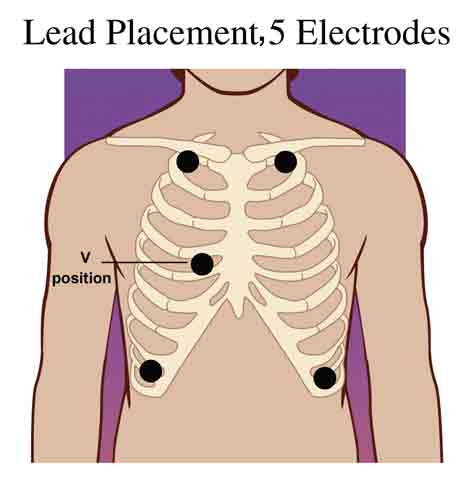 Lead Placement,5 Electrodes
V
position